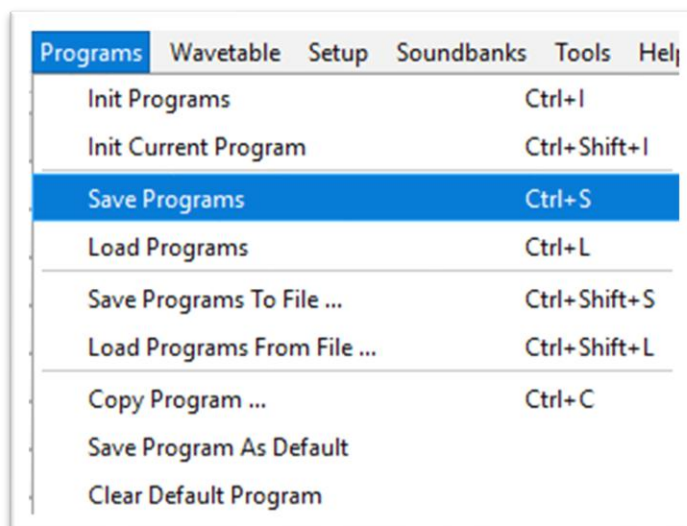 Programs Wavetable Setup Soundbanks Tools
Init Programs Ctrl+I
Init Current Program Ctrl+Shift+I
Save Programs Ctrl+S
Load Programs Ctrl+L
Save Programs To File ... Ctrl+Shift+S
Load Programs From File ... Ctrl+Shift+L
Copy Program ... Ctrl+C
Save Program As Default
Clear Default Program